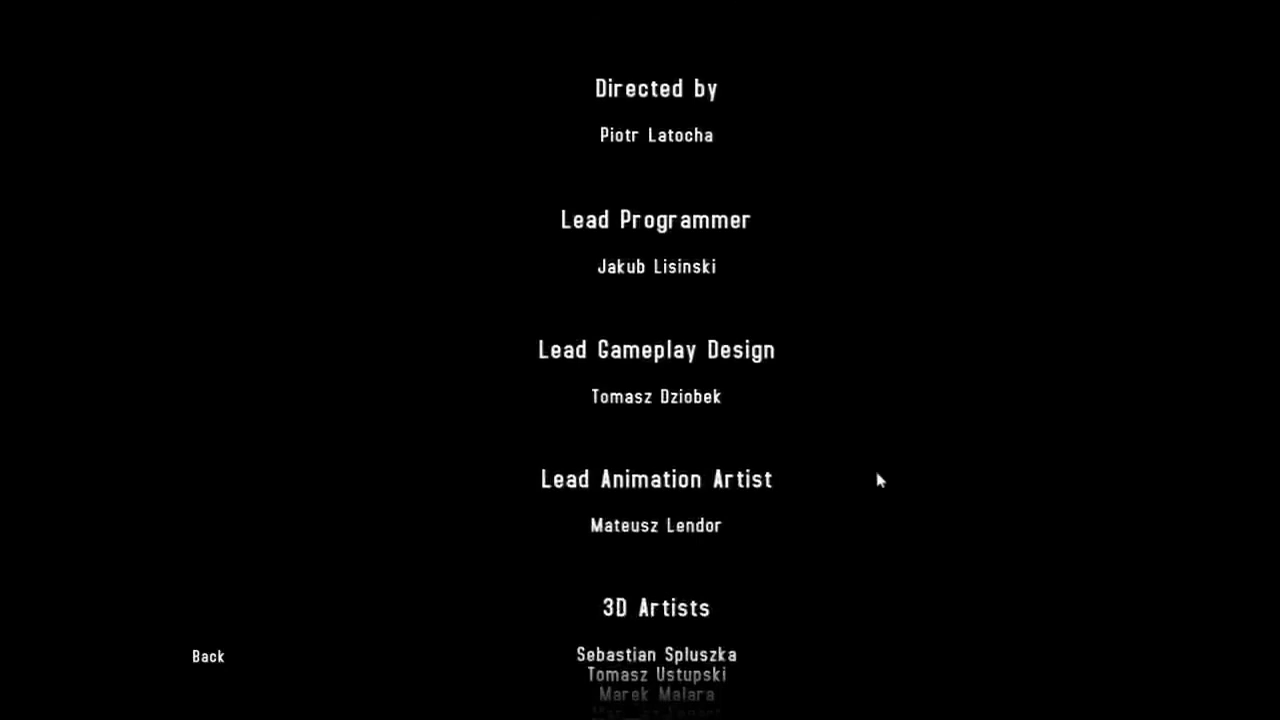 Directed by
Piotr Latocha
Lead Programmer
Jakub Lisinski
Lead Gameplay Design
Tomasz Dziobek
Lead Animation Artist
Mateusz Lendor
3D Artists
Sebastian Spluszka
Back
Tomasz Ustupski
Marek Malara